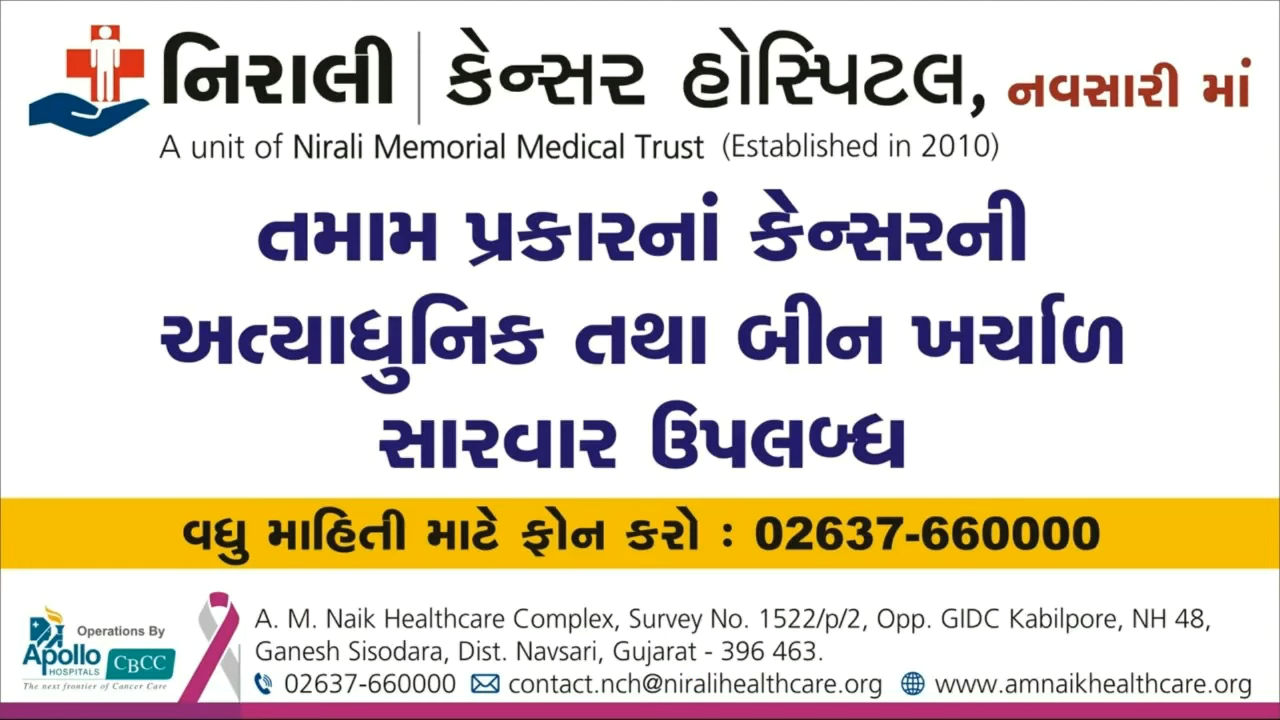 નિરાલી | કેન્સર હોસ્પિટલ, નવસારી માં
A unit of Nirali Memorial Medical Trust (Established in 2010)
તમામ પ્રકારનાં કેન્સરની
અત્યાધુનિક તથા બીન ખર્ચાળ
સારવાર ઉપલબ્ધ
વધુ માહિતી માટે ફોન કરો : 02637-660000
Operations By
Apollo
HOSPITALS
CBCC
The next frontier of Cancer Care
A. M. Naik Healthcare Complex, Survey No. 1522/p/2, Opp. GIDC Kabilpore, NH 48,
Ganesh Sisodara, Dist. Navsari, Gujarat - 396 463.
02637-660000 contact.nch@niralihealthcare.org www.amnaikhealthcare.org